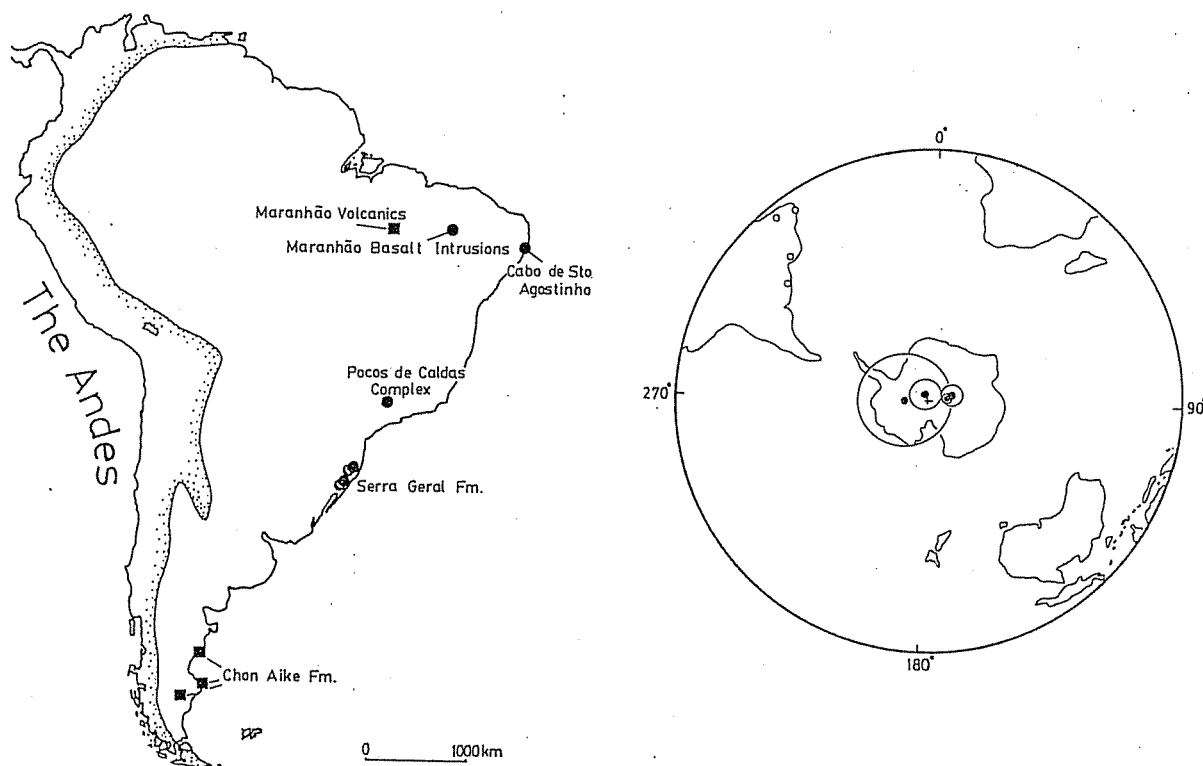 Maranhão Volcanics
Maranhão Basalt Intrusions
Cabo de Sto.
Agostinho
The Andes
Pocos de Caldas
Complex
Serra Geral Fm.
Chon Aike Fm.
0 1000km
0°
270°
90°
180°